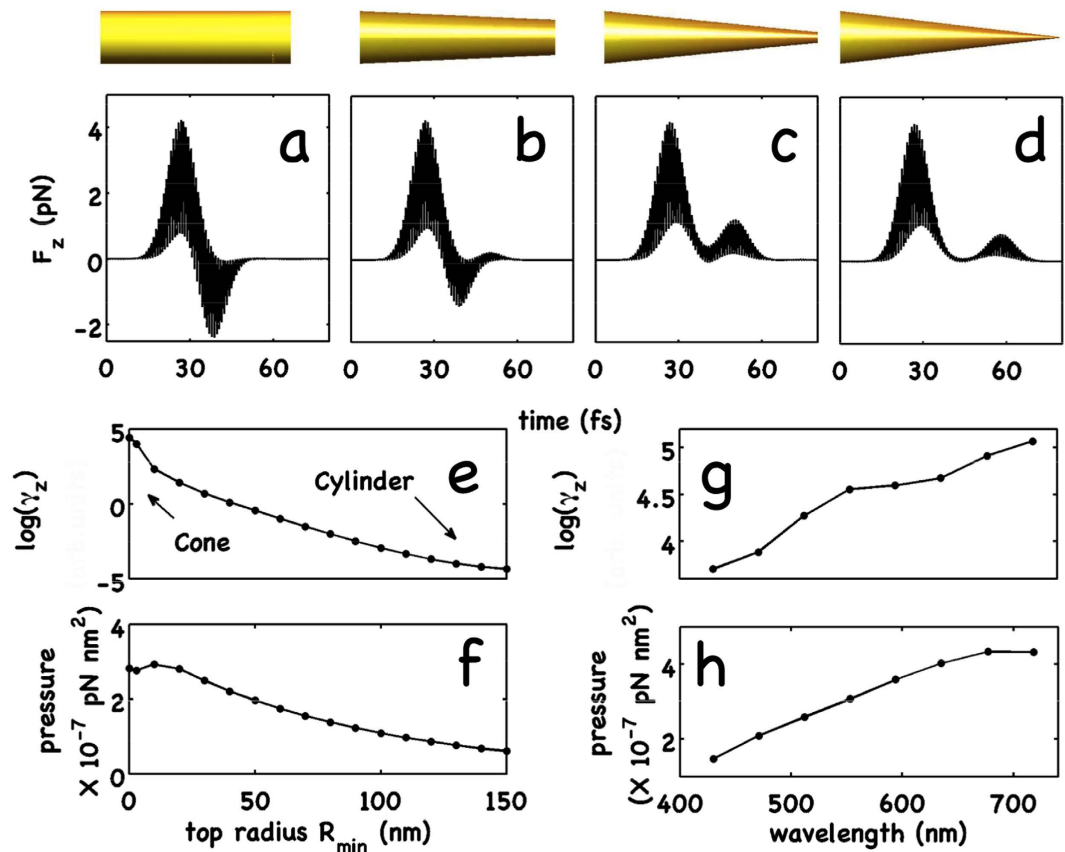 a b c d
4
2
0
-2
F_z (pN)
0 30 60 0 30 60 0 30 60 0 30 60
time (fs)
5
0
-5
log(γ_z)
e
Cylinder
Cone
5
4.5
4
log(γ_z)
g
4
2
0
pressure
X 10^-7 pN nm^2)
f
0 50 100 150
top radius R_min (nm)
4
2
pressure
(X 10^-7 pN nm^2)
h
400 500 600 700
wavelength (nm)